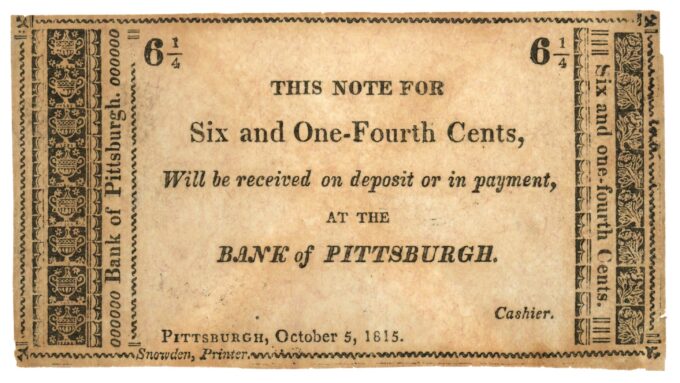 6 1/4
6 1/4
THIS NOTE FOR
Six and One-Fourth Cents,
Will be received on deposit or in payment,
AT THE
BANK of PITTSBURGH.
Cashier.
PITTSBURGH, October 5, 1815.
Snowden, Printer.
oooooo Bank of Pittsburgh. oooooo
Six and one-fourth Cents.